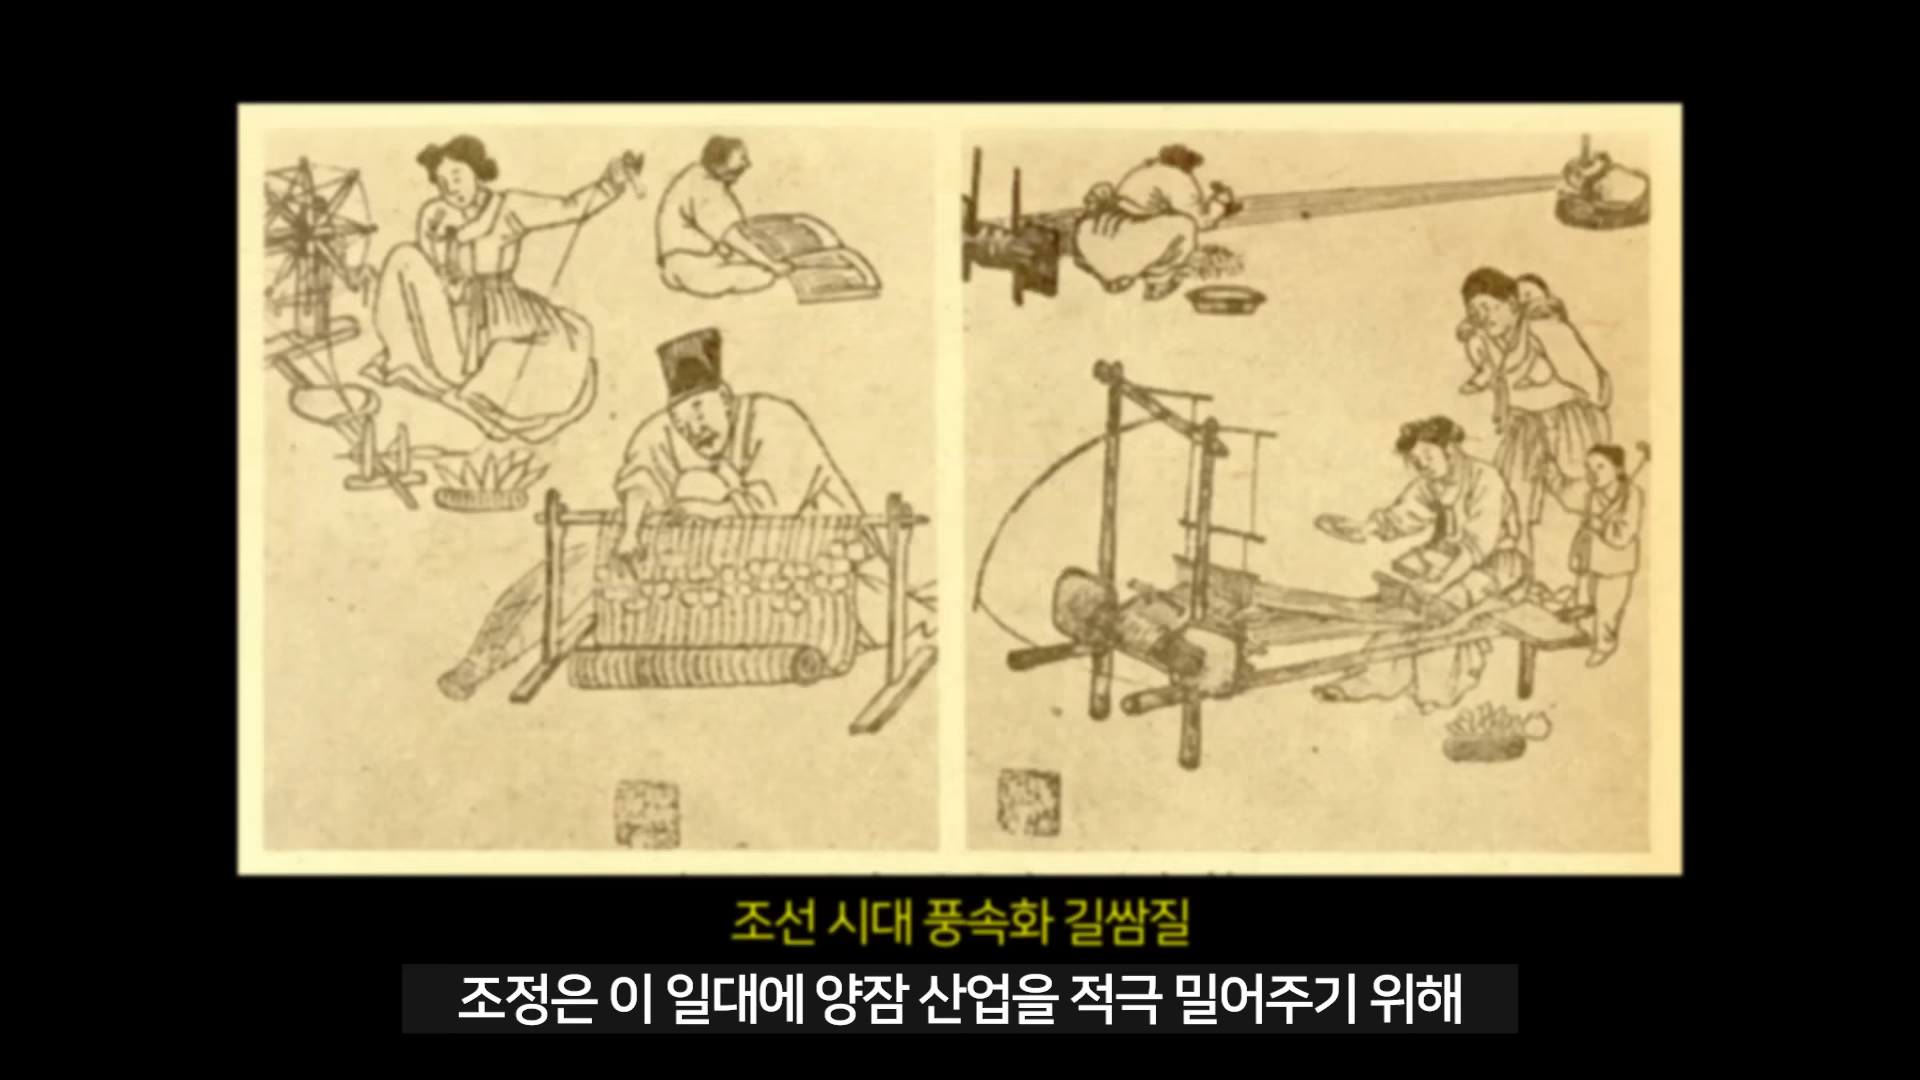 조선 시대 풍속화 길쌈질
조정은 이 일대에 양잠 산업을 적극 밀어주기 위해